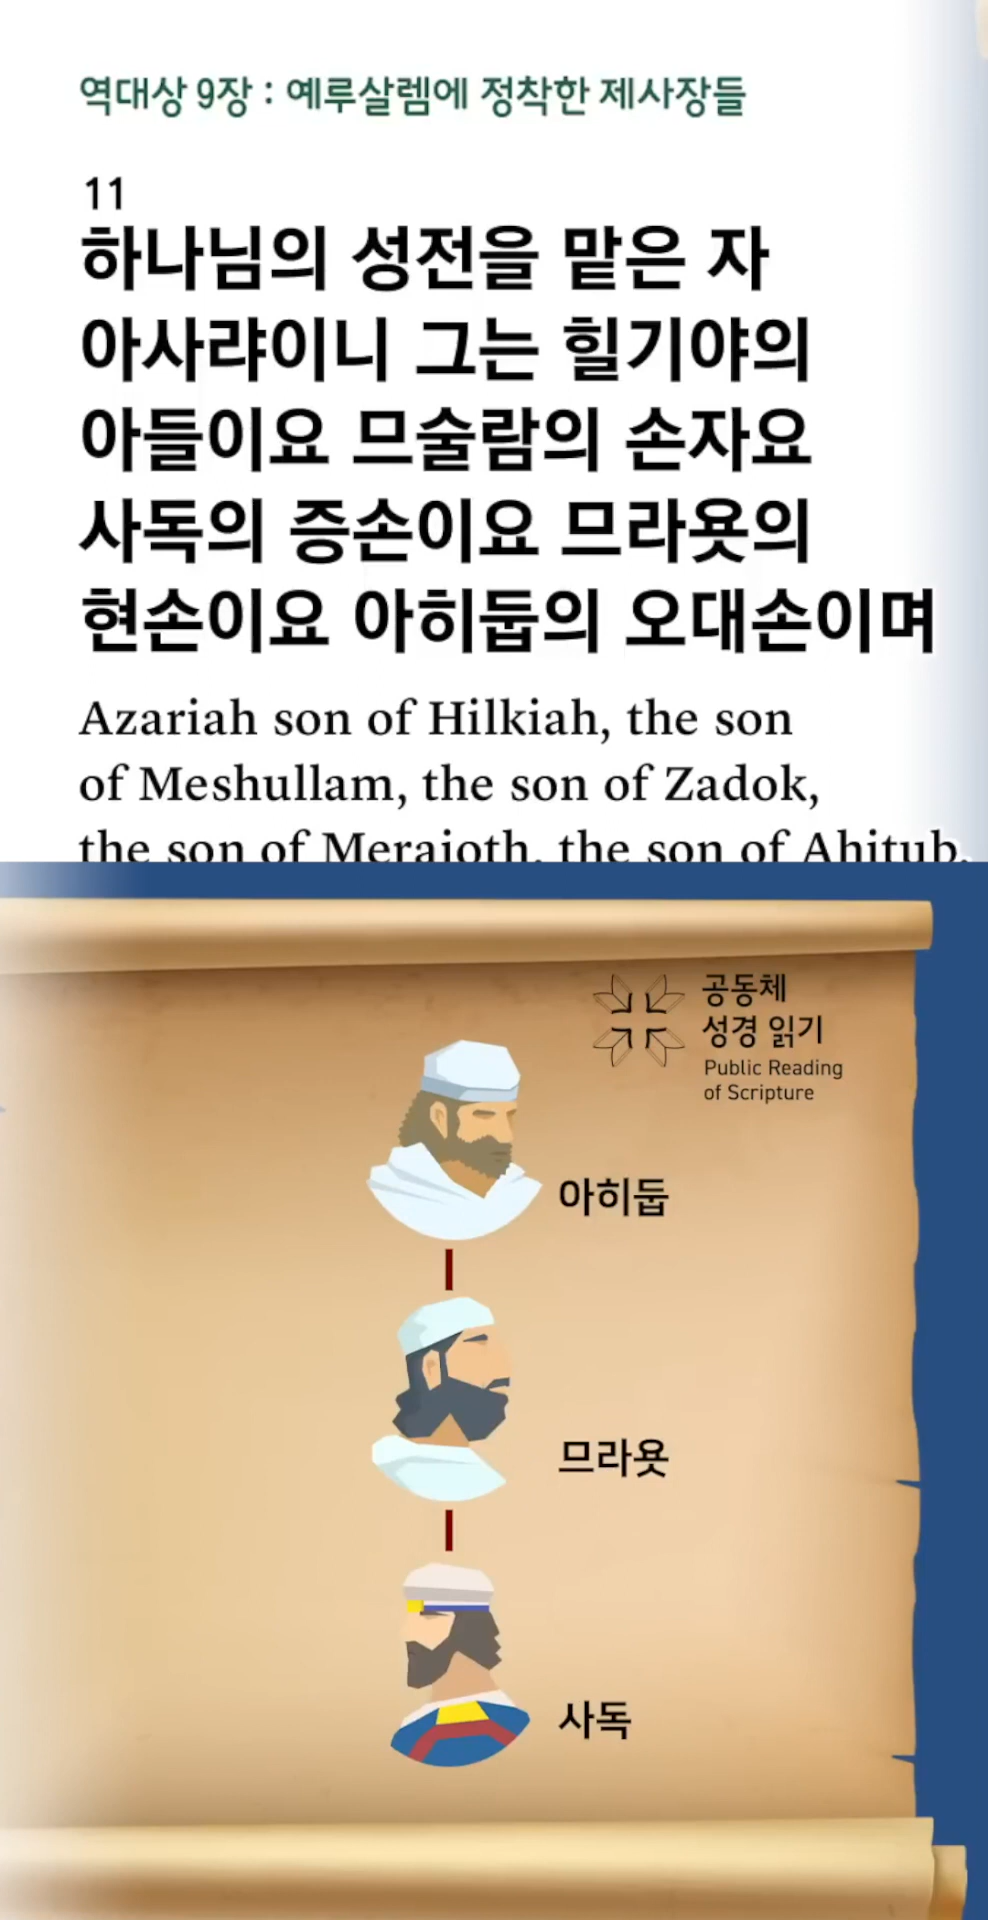 역대상 9장 : 예루살렘에 정착한 제사장들
11
하나님의 성전을 맡은 자
아사랴이니 그는 힐기야의
아들이요 므술람의 손자요
사독의 증손이요 므라욧의
현손이요 아히둡의 오대손이며
Azariah son of Hilkiah, the son
of Meshullam, the son of Zadok,
the son of Meraioth, the son of Ahitub,
공동체
성경 읽기
Public Reading
of Scripture
아히둡
므라욧
사독